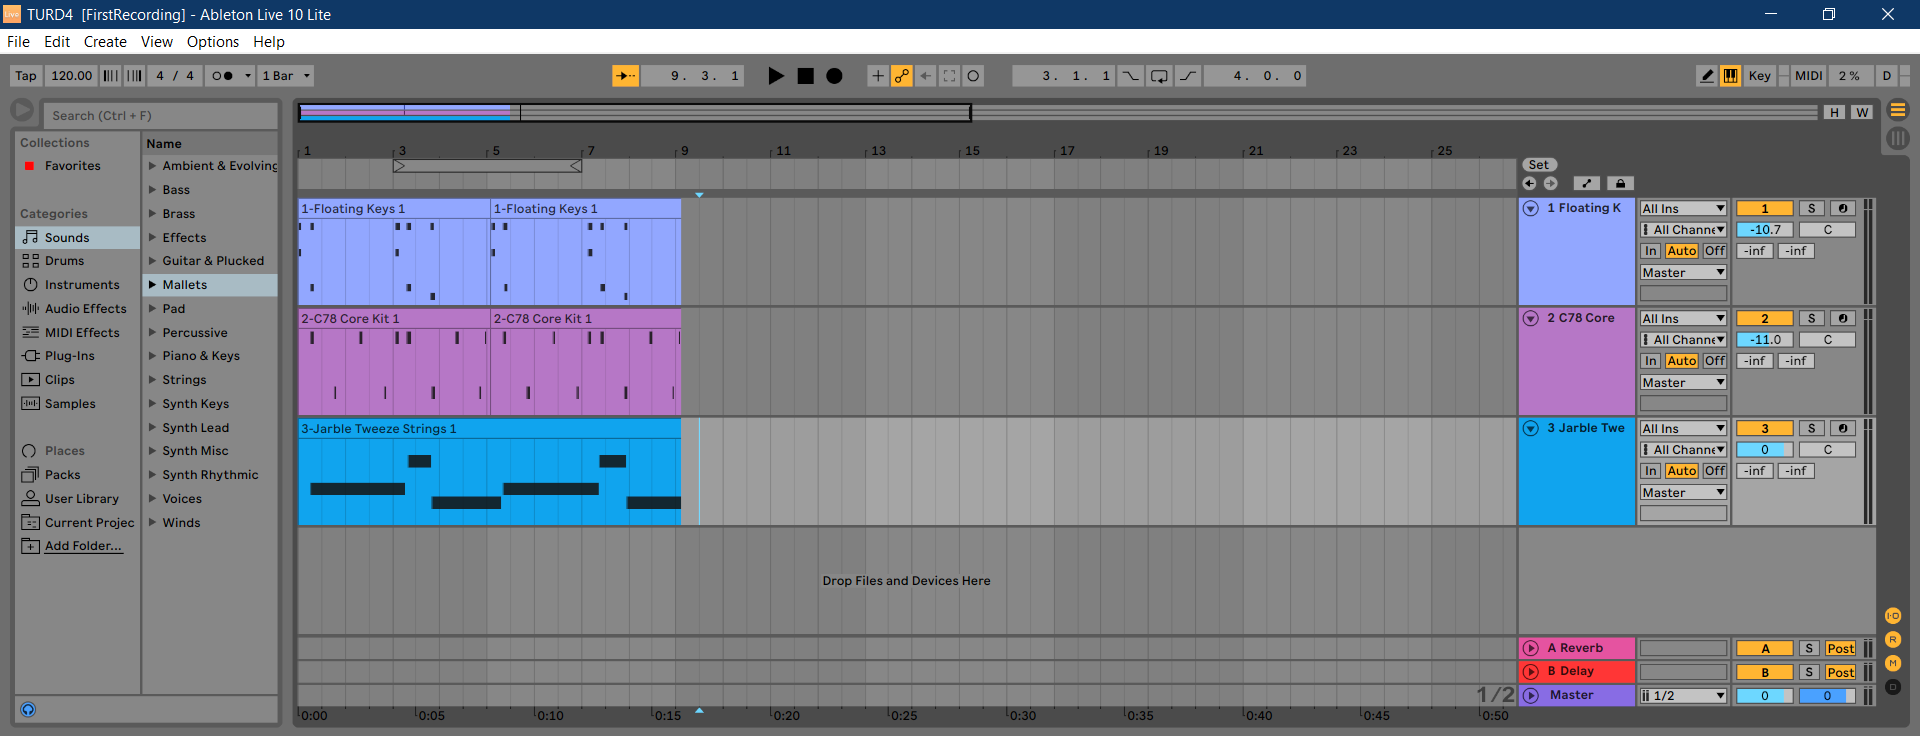 TURD4 [FirstRecording] - Ableton Live 10 Lite
File Edit Create View Options Help
Tap 120.00 4 / 4 1 Bar 9. 3. 1 3. 1. 1 4. 0. 0 Key MIDI 2 % D
Search (Ctrl + F)
H W
Collections
Favorites
Categories
Sounds
Drums
Instruments
Audio Effects
MIDI Effects
Plug-Ins
Clips
Samples
Places
Packs
User Library
Current Projec
Add Folder...
Name
Ambient & Evolving
Bass
Brass
Effects
Guitar & Plucked
Mallets
Pad
Percussive
Piano & Keys
Strings
Synth Keys
Synth Lead
Synth Misc
Synth Rhythmic
Voices
Winds
1 3 5 7 9 11 13 15 17 19 21 23 25
Set
1-Floating Keys 1 1-Floating Keys 1
1 Floating K All Ins 1 S
All Channe -10.7 C
In Auto Off -inf -inf
Master
2-C78 Core Kit 1 2-C78 Core Kit 1
2 C78 Core All Ins 2 S
All Channe -11.0 C
In Auto Off -inf -inf
Master
3-Jarble Tweeze Strings 1
3 Jarble Twe All Ins 3 S
All Channe 0 C
In Auto Off -inf -inf
Master
Drop Files and Devices Here
I·O
R
M
D
A Reverb A S Post
B Delay B S Post
1/2 Master 1/2 0 0
0:00 0:05 0:10 0:15 0:20 0:25 0:30 0:35 0:40 0:45 0:50